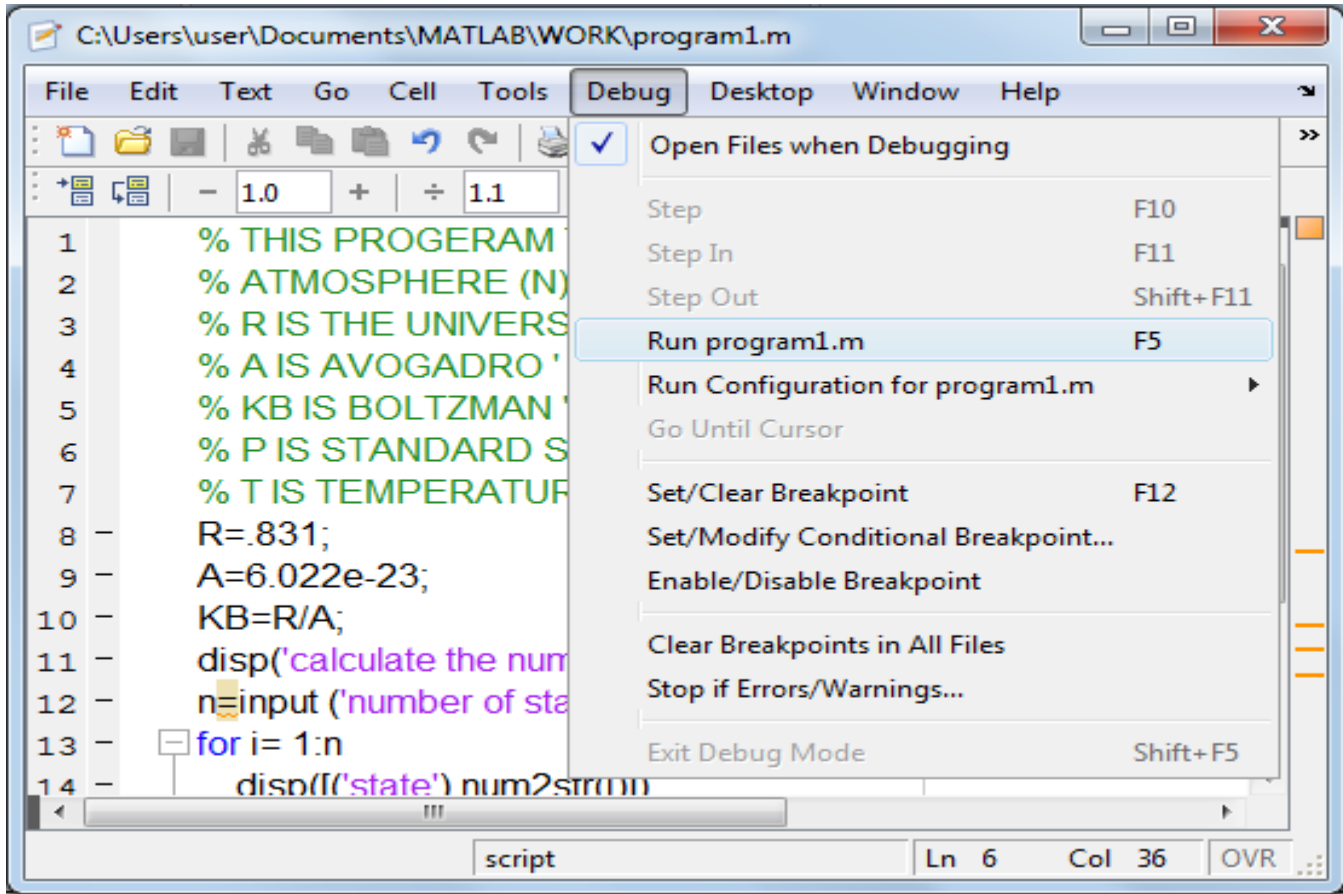 C:\Users\user\Documents\MATLAB\WORK\program1.m
File Edit Text Go Cell Tools Debug Desktop Window Help
1.0
1.1
Open Files when Debugging
Step F10
Step In F11
Step Out Shift+F11
Run program1.m F5
Run Configuration for program1.m
Go Until Cursor
Set/Clear Breakpoint F12
Set/Modify Conditional Breakpoint...
Enable/Disable Breakpoint
Clear Breakpoints in All Files
Stop if Errors/Warnings...
Exit Debug Mode Shift+F5
1 % THIS PROGERAM
2 % ATMOSPHERE (N)
3 % R IS THE UNIVERS
4 % A IS AVOGADRO '
5 % KB IS BOLTZMAN '
6 % P IS STANDARD S
7 % T IS TEMPERATUR
8 – R=.831;
9 – A=6.022e-23;
10 – KB=R/A;
11 – disp('calculate the num
12 – n=input ('number of sta
13 – for i= 1:n
14 – disp([('state') num2str(i)])
script Ln 6 Col 36 OVR